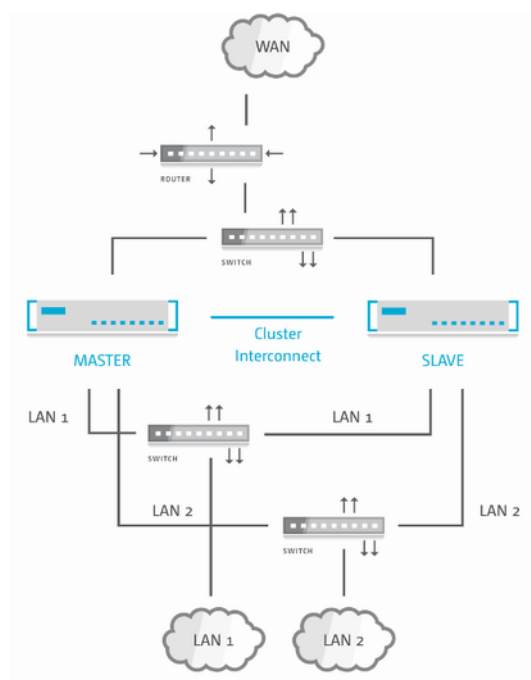 WAN
ROUTER
SWITCH
Cluster
Interconnect
MASTER
SLAVE
LAN 1
LAN 1
SWITCH
LAN 2
LAN 2
SWITCH
LAN 1
LAN 2